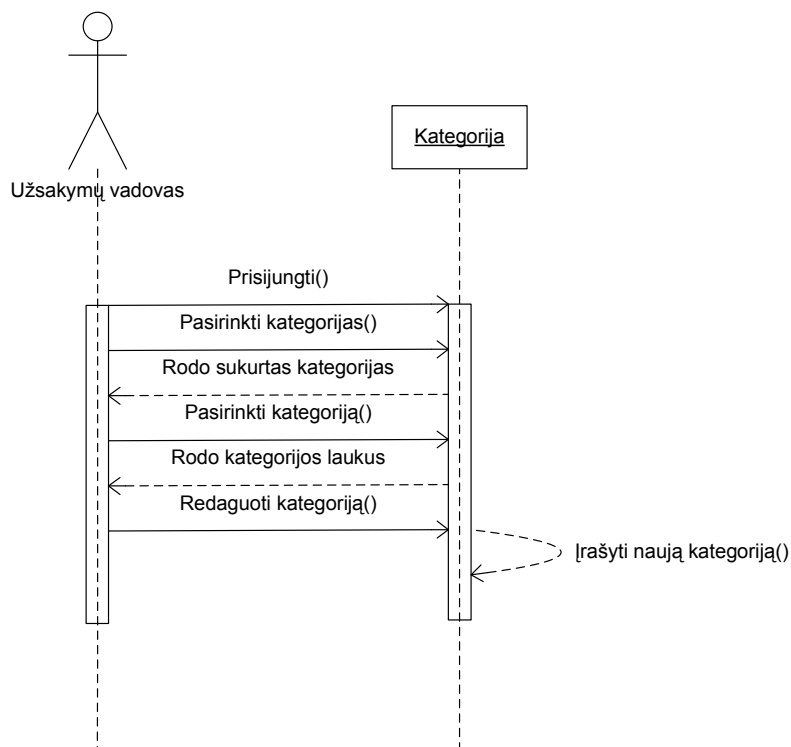 Kategorija
Užsakymų vadovas
Prisijungti()
Pasirinkti kategorijas()
Rodo sukurtas kategorijas
Pasirinkti kategoriją()
Rodo kategorijos laukus
Redaguoti kategoriją()
Įrašyti naują kategoriją()